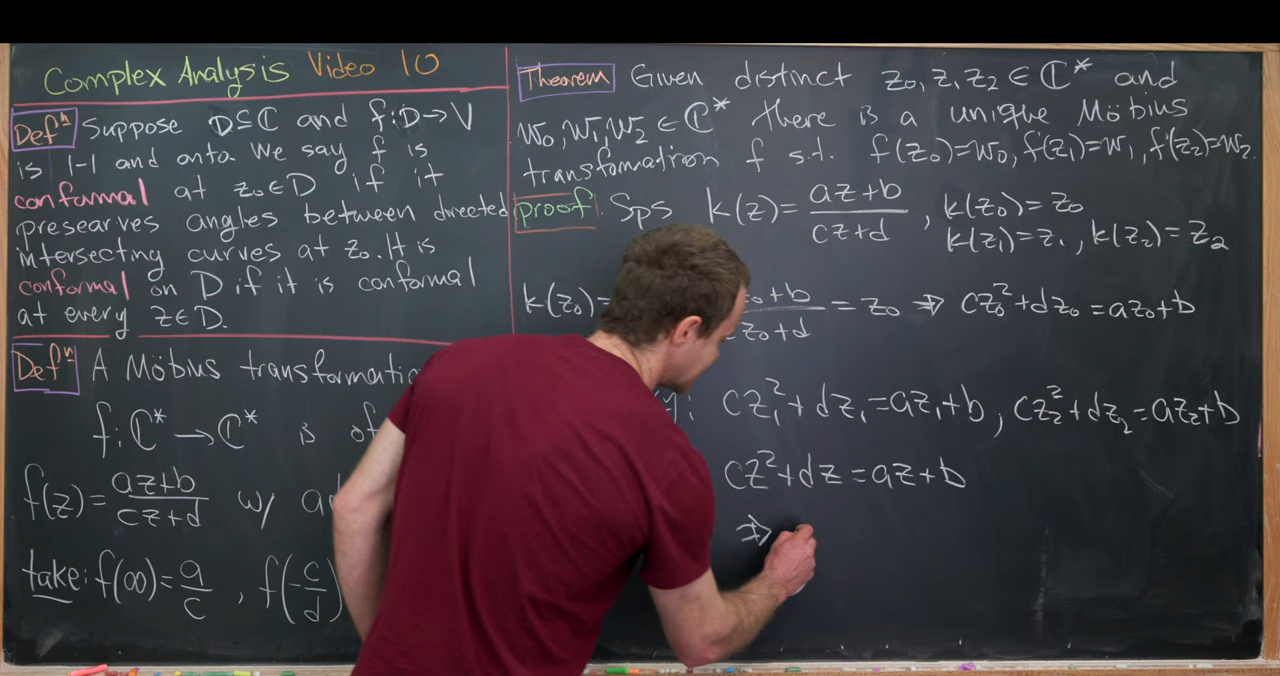 Complex Analysis Video 10
Defⁿ Suppose D⊆ℂ and f:D→V
is 1-1 and onto. We say f is
conformal at z₀∈D if it
presearves angles between directed
intersecting curves at z₀. It is
conformal on D if it is conformal
at every z∈D.
Defⁿ A Möbius transformatio
f: ℂ* → ℂ* is of
f(z) = (az+b)/(cz+d) w/ ad
take: f(∞) = a/c , f(-c/d)
Theorem Given distinct z₀, z₁ z₂ ∈ ℂ* and
w₀, w₁, w₂ ∈ ℂ* there is a unique Möbius
transformation f s.t. f(z₀)=w₀, f(z₁)=w₁, f(z₂)=w₂.
proof. Sps k(z) = (az+b)/(cz+d) , k(z₀)=z₀
k(z₁)=z₁ , k(z₂)=z₂
k(z₀)= z₀+b / z₀+d = z₀ ⇒ cz₀²+dz₀ = az₀+b
: cz₁²+dz₁=az₁+b, cz₂²+dz₂=az₂+b
cz²+dz = az+b
⇒